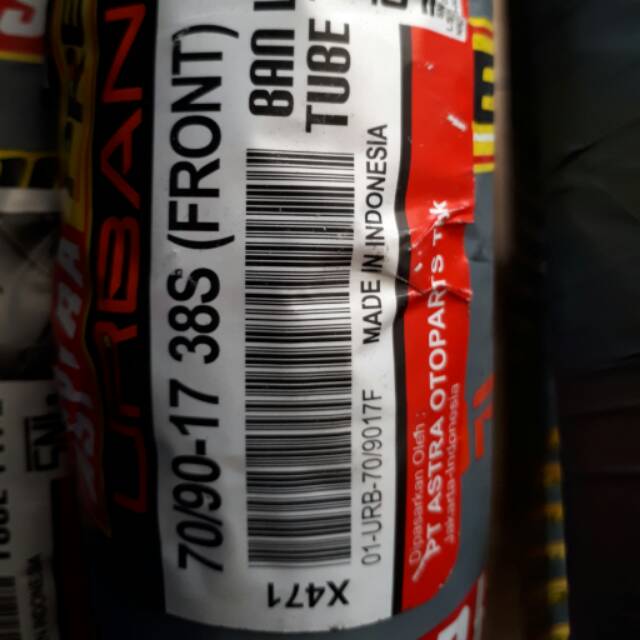 ASPIRA
URBAN
70/90-17 38S (FRONT)
BAN
TUBE
MADE IN INDONESIA
01-URB-70/9017F
X471
Dipasarkan Oleh :
PT ASTRA OTOPARTS Tbk
Jakarta-Indonesia